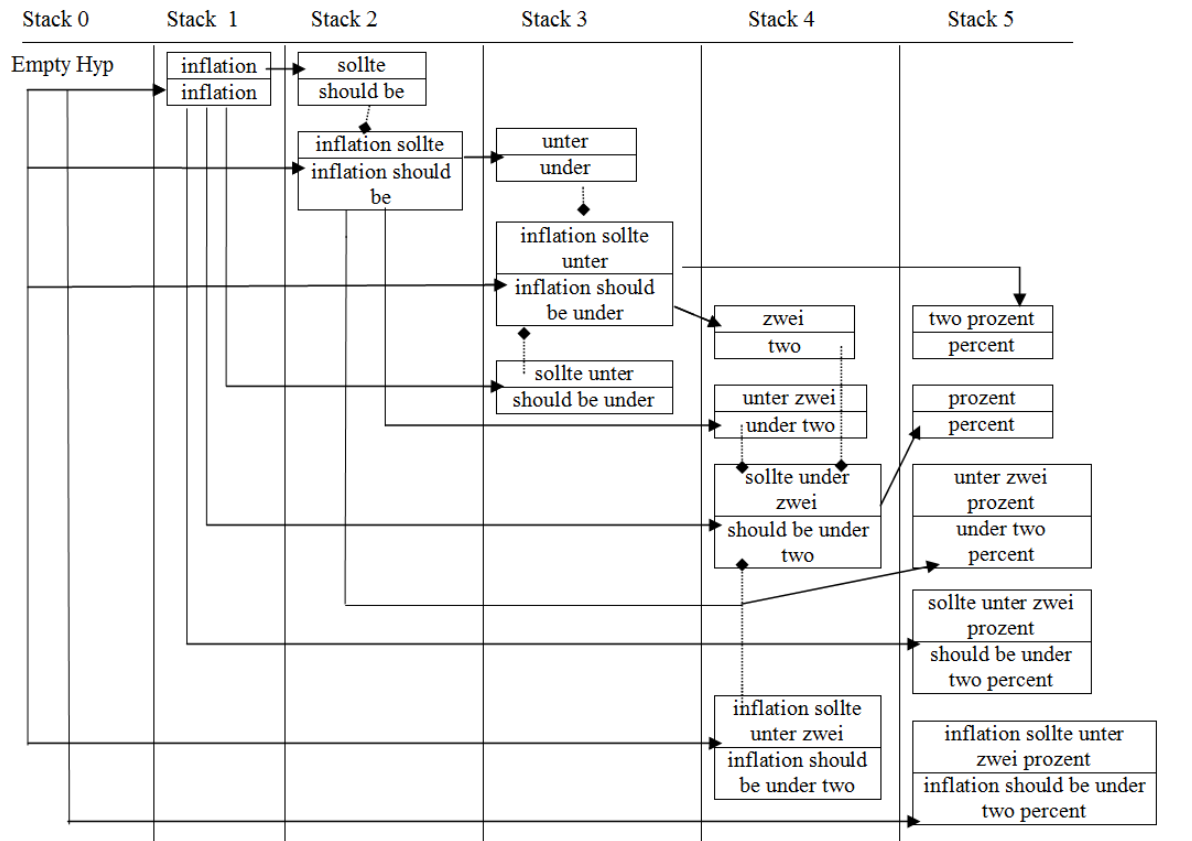 Stack 0 Stack 1 Stack 2 Stack 3 Stack 4 Stack 5
Empty Hyp
inflation
inflation
sollte
should be
inflation sollte
inflation should
be
unter
under
inflation sollte
unter
inflation should
be under
sollte unter
should be under
zwei
two
unter zwei
under two
sollte under
zwei
should be under
two
inflation sollte
unter zwei
inflation should
be under two
two prozent
percent
prozent
percent
unter zwei
prozent
under two
percent
sollte unter zwei
prozent
should be under
two percent
inflation sollte unter
zwei prozent
inflation should be under
two percent